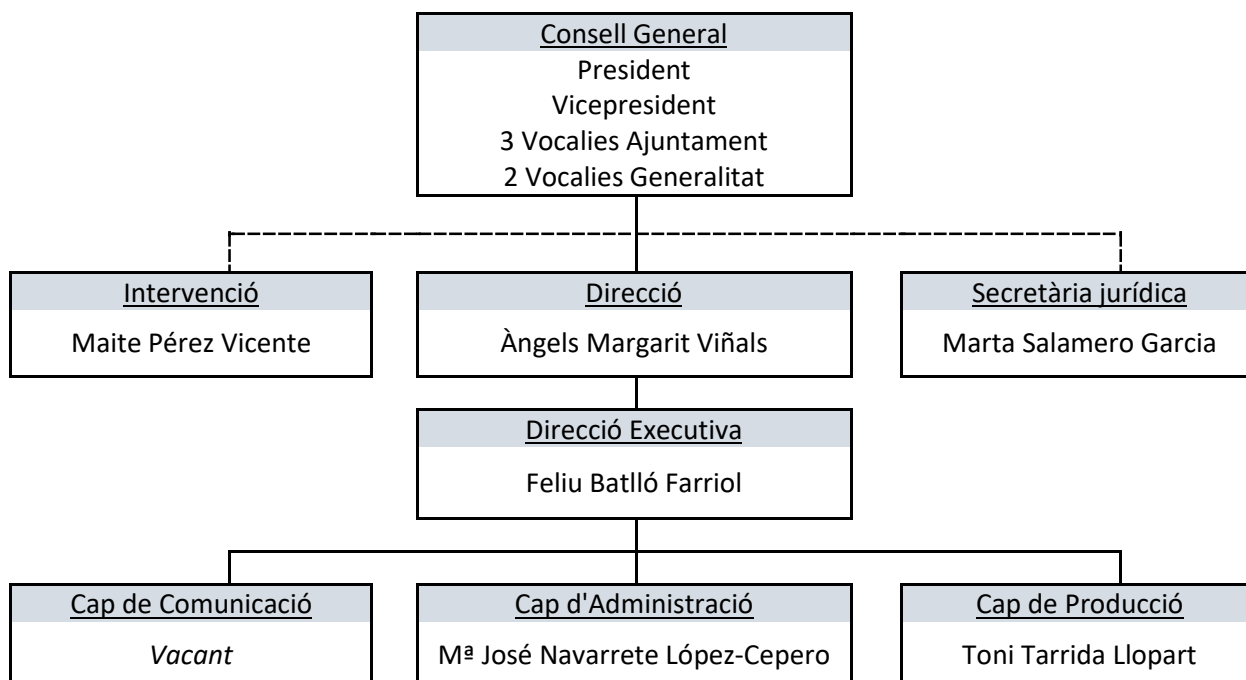 Consell General
President
Vicepresident
3 Vocalies Ajuntament
2 Vocalies Generalitat
Intervenció
Maite Pérez Vicente
Direcció
Àngels Margarit Viñals
Secretària jurídica
Marta Salamero Garcia
Direcció Executiva
Feliu Batlló Farriol
Cap de Comunicació
Vacant
Cap d'Administració
Mª José Navarrete López-Cepero
Cap de Producció
Toni Tarrida Llopart